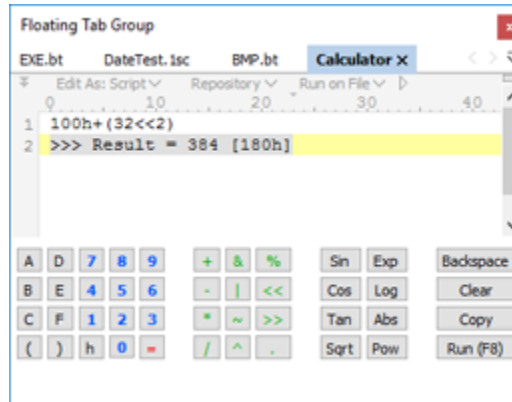 Floating Tab Group
EXE.bt DateTest.1sc BMP.bt Calculator ×
Edit As: Script Repository Run on File
0 10 20 30 40
1 100h+(32<<2)
2 >>> Result = 384 [180h]
A D 7 8 9 + & % Sin Exp Backspace
B E 4 5 6 - | << Cos Log Clear
C F 1 2 3 * ~ >> Tan Abs Copy
( ) h 0 = / ^ . Sqrt Pow Run (F8)